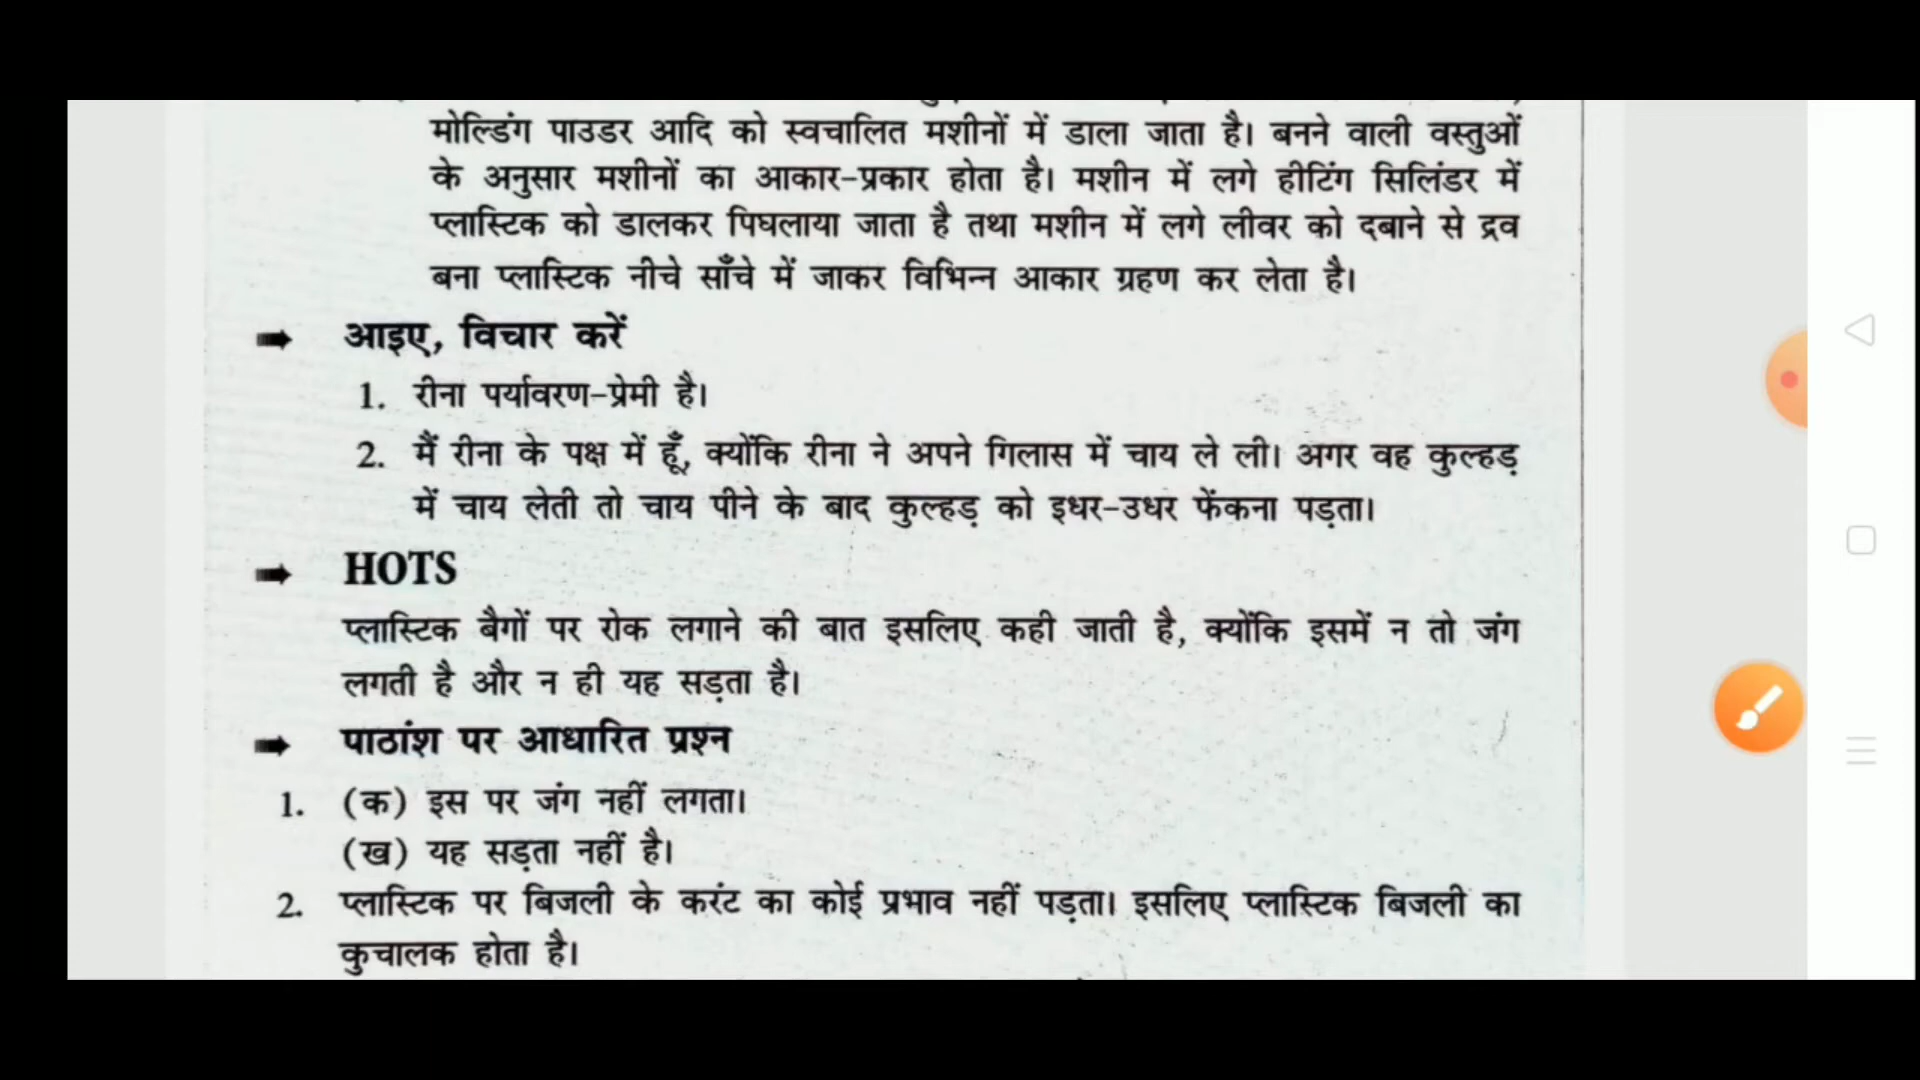 मोल्डिंग पाउडर आदि को स्वचालित मशीनों में डाला जाता है। बनने वाली वस्तुओं
के अनुसार मशीनों का आकार-प्रकार होता है। मशीन में लगे हीटिंग सिलिंडर में
प्लास्टिक को डालकर पिघलाया जाता है तथा मशीन में लगे लीवर को दबाने से द्रव
बना प्लास्टिक नीचे साँचे में जाकर विभिन्न आकार ग्रहण कर लेता है।
आइए, विचार करें
1. रीना पर्यावरण-प्रेमी है।
2. मैं रीना के पक्ष में हूँ, क्योंकि रीना ने अपने गिलास में चाय ले ली। अगर वह कुल्हड़
में चाय लेती तो चाय पीने के बाद कुल्हड़ को इधर-उधर फेंकना पड़ता।
HOTS
प्लास्टिक बैगों पर रोक लगाने की बात इसलिए कही जाती है, क्योंकि इसमें न तो जंग
लगती है और न ही यह सड़ता है।
पाठांश पर आधारित प्रश्न
1. (क) इस पर जंग नहीं लगता।
(ख) यह सड़ता नहीं है।
2. प्लास्टिक पर बिजली के करंट का कोई प्रभाव नहीं पड़ता। इसलिए प्लास्टिक बिजली का
कुचालक होता है।